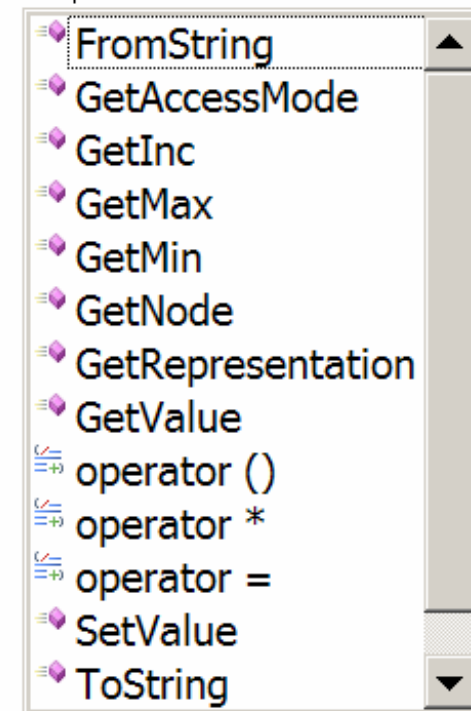 FromString
GetAccessMode
GetInc
GetMax
GetMin
GetNode
GetRepresentation
GetValue
operator ()
operator *
operator =
SetValue
ToString